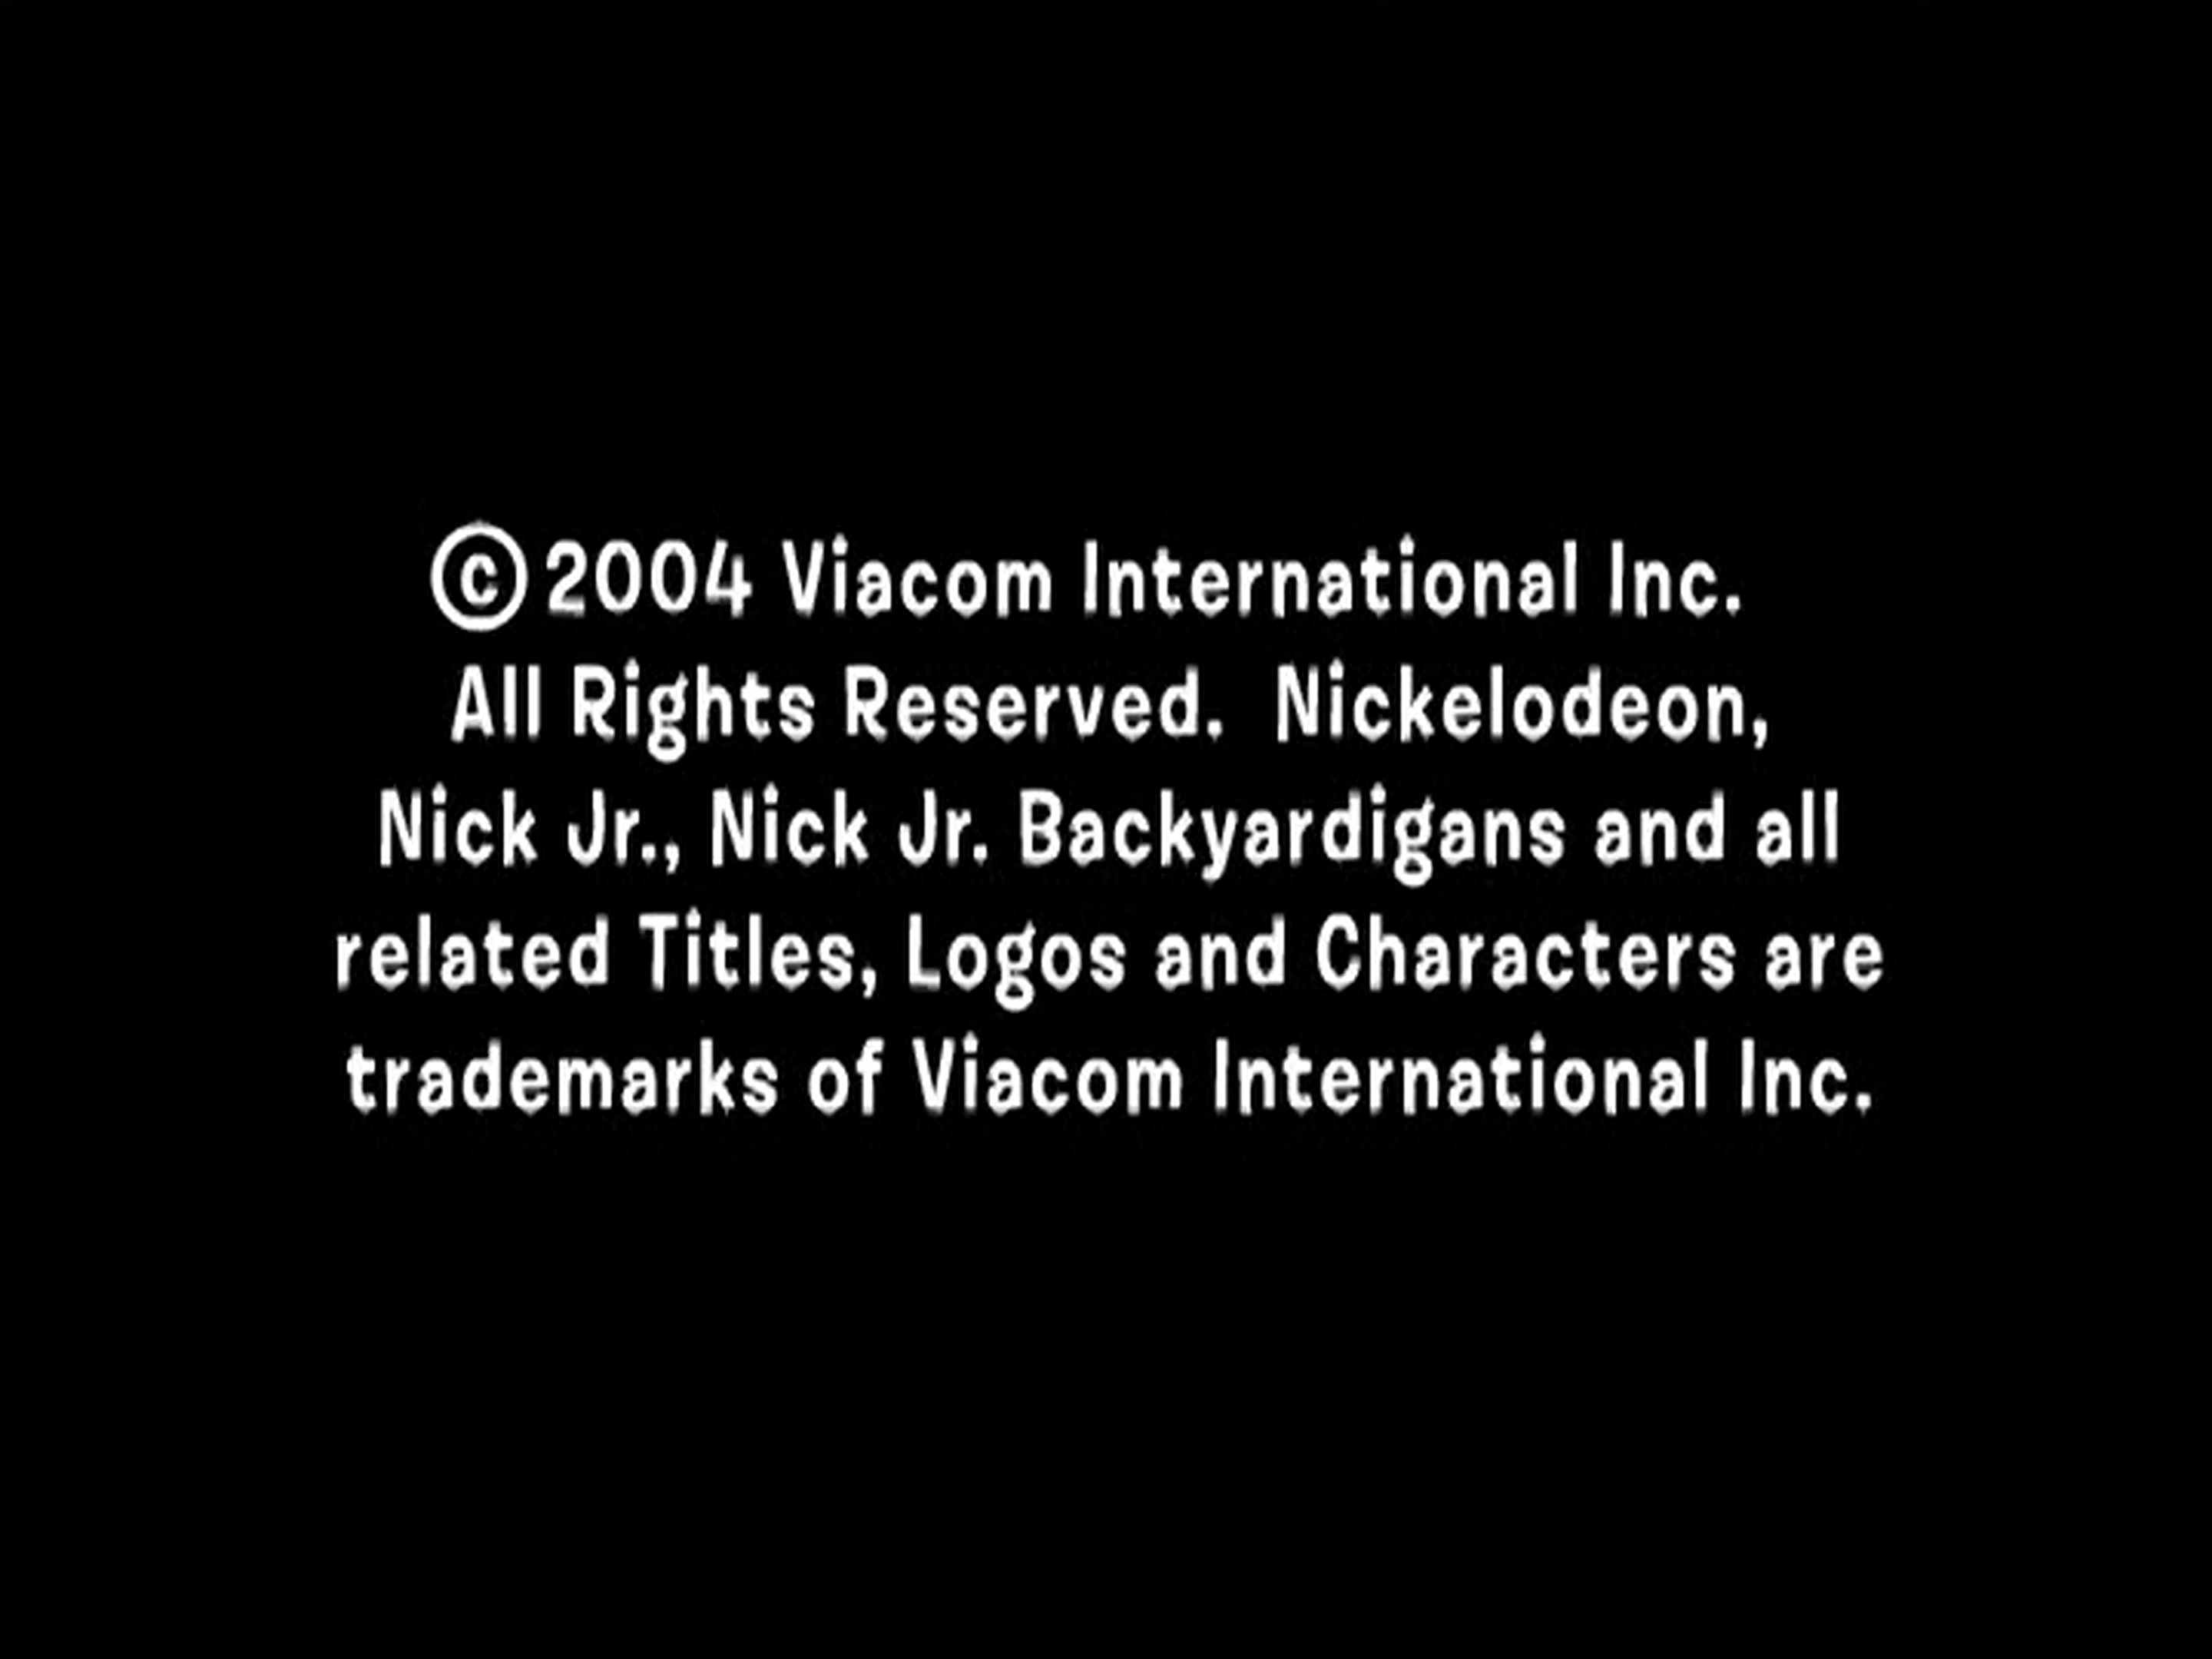 ©2004 Viacom International Inc.
All Rights Reserved.  Nickelodeon,
Nick Jr., Nick Jr. Backyardigans and all
related Titles, Logos and Characters are
trademarks of Viacom International Inc.